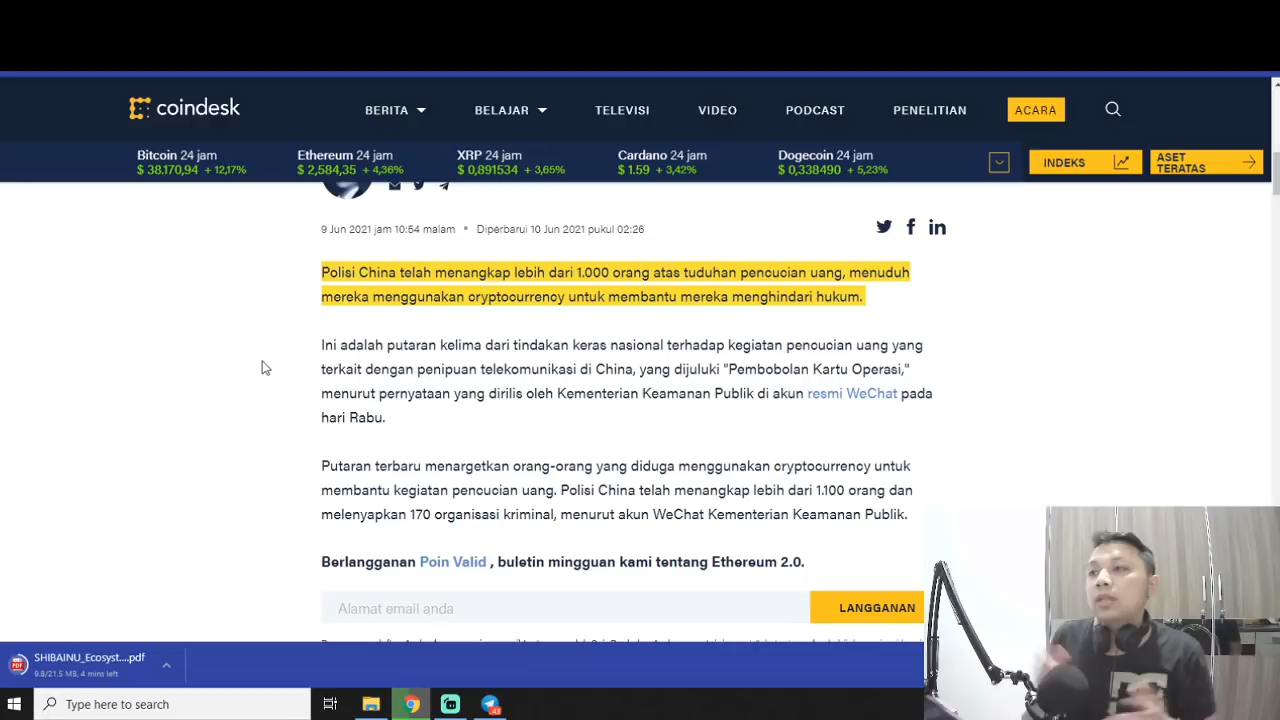 coindesk
BERITA
BELAJAR
TELEVISI
VIDEO
PODCAST
PENELITIAN
ACARA
Bitcoin 24 jam
$ 38.170,94 + 12,17%
Ethereum 24 jam
$ 2,584,35 + 4,36%
XRP 24 jam
$ 0,891534 + 3,65%
Cardano 24 jam
$ 1.59 + 3,42%
Dogecoin 24 jam
$ 0,338490 + 5,23%
INDEKS
ASET
TERATAS
9 Jun 2021 jam 10:54 malam • Diperbarui 10 Jun 2021 pukul 02:26
Polisi China telah menangkap lebih dari 1.000 orang atas tuduhan pencucian uang, menuduh
mereka menggunakan cryptocurrency untuk membantu mereka menghindari hukum.
Ini adalah putaran kelima dari tindakan keras nasional terhadap kegiatan pencucian uang yang
terkait dengan penipuan telekomunikasi di China, yang dijuluki "Pembobolan Kartu Operasi,"
menurut pernyataan yang dirilis oleh Kementerian Keamanan Publik di akun resmi WeChat pada
hari Rabu.
Putaran terbaru menargetkan orang-orang yang diduga menggunakan cryptocurrency untuk
membantu kegiatan pencucian uang. Polisi China telah menangkap lebih dari 1.100 orang dan
melenyapkan 170 organisasi kriminal, menurut akun WeChat Kementerian Keamanan Publik.
Berlangganan Poin Valid , buletin mingguan kami tentang Ethereum 2.0.
Alamat email anda
LANGGANAN
SHIBAINU_Ecosyst....pdf
9.8/21.5 MB, 4 mins left
Type here to search